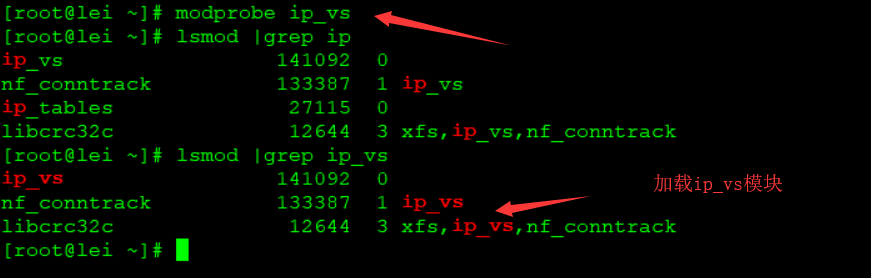 [root@lei ~]# modprobe ip_vs
[root@lei ~]# lsmod |grep ip
ip_vs 141092 0
nf_conntrack 133387 1 ip_vs
ip_tables 27115 0
libcrc32c 12644 3 xfs,ip_vs,nf_conntrack
[root@lei ~]# lsmod |grep ip_vs
ip_vs 141092 0
加载ip_vs模块
nf_conntrack 133387 1 ip_vs
libcrc32c 12644 3 xfs,ip_vs,nf_conntrack
[root@lei ~]#